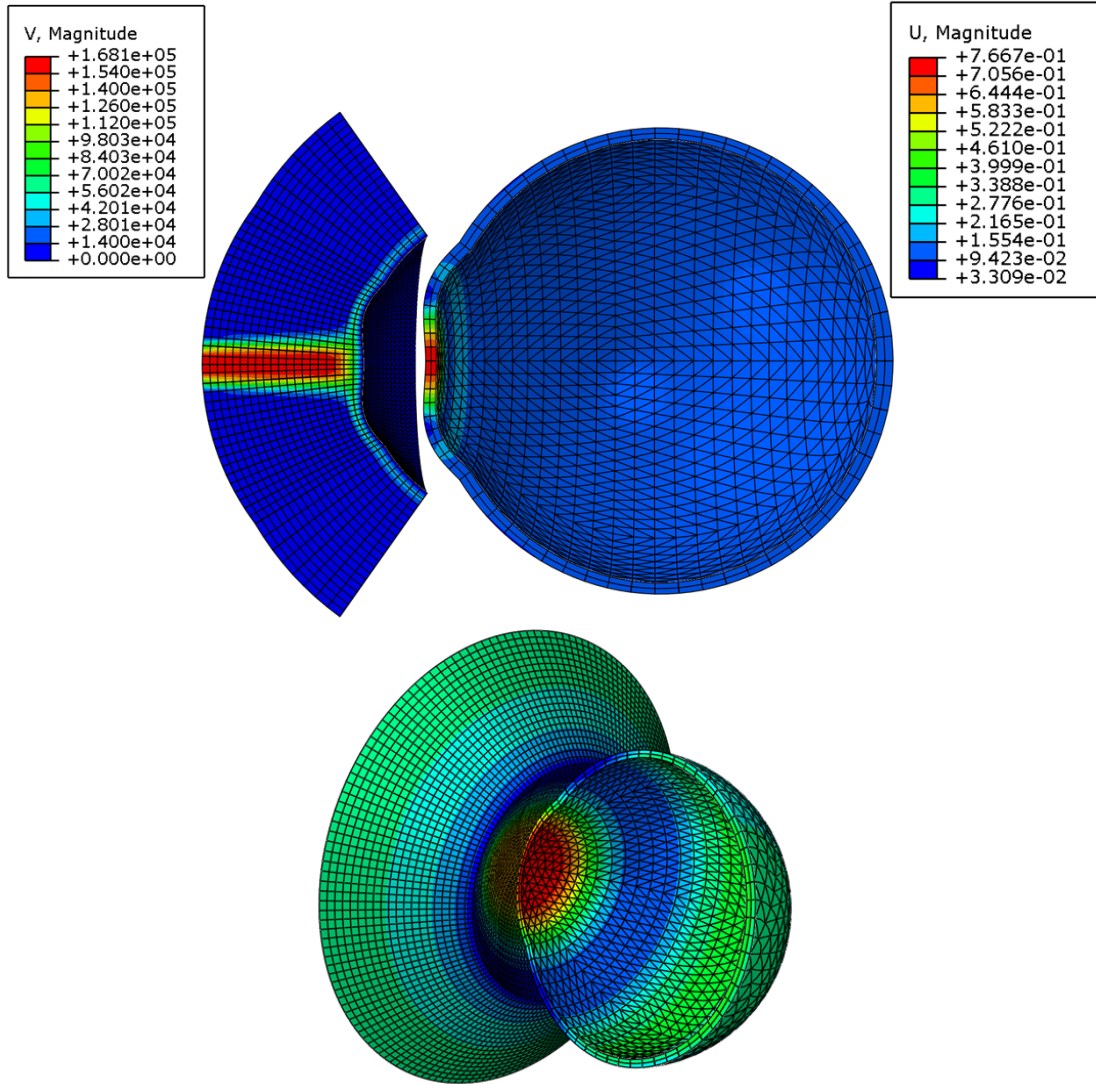 V, Magnitude
+1.681e+05
+1.540e+05
+1.400e+05
+1.260e+05
+1.120e+05
+9.803e+04
+8.403e+04
+7.002e+04
+5.602e+04
+4.201e+04
+2.801e+04
+1.400e+04
+0.000e+00
U, Magnitude
+7.667e-01
+7.056e-01
+6.444e-01
+5.833e-01
+5.222e-01
+4.610e-01
+3.999e-01
+3.388e-01
+2.776e-01
+2.165e-01
+1.554e-01
+9.423e-02
+3.309e-02